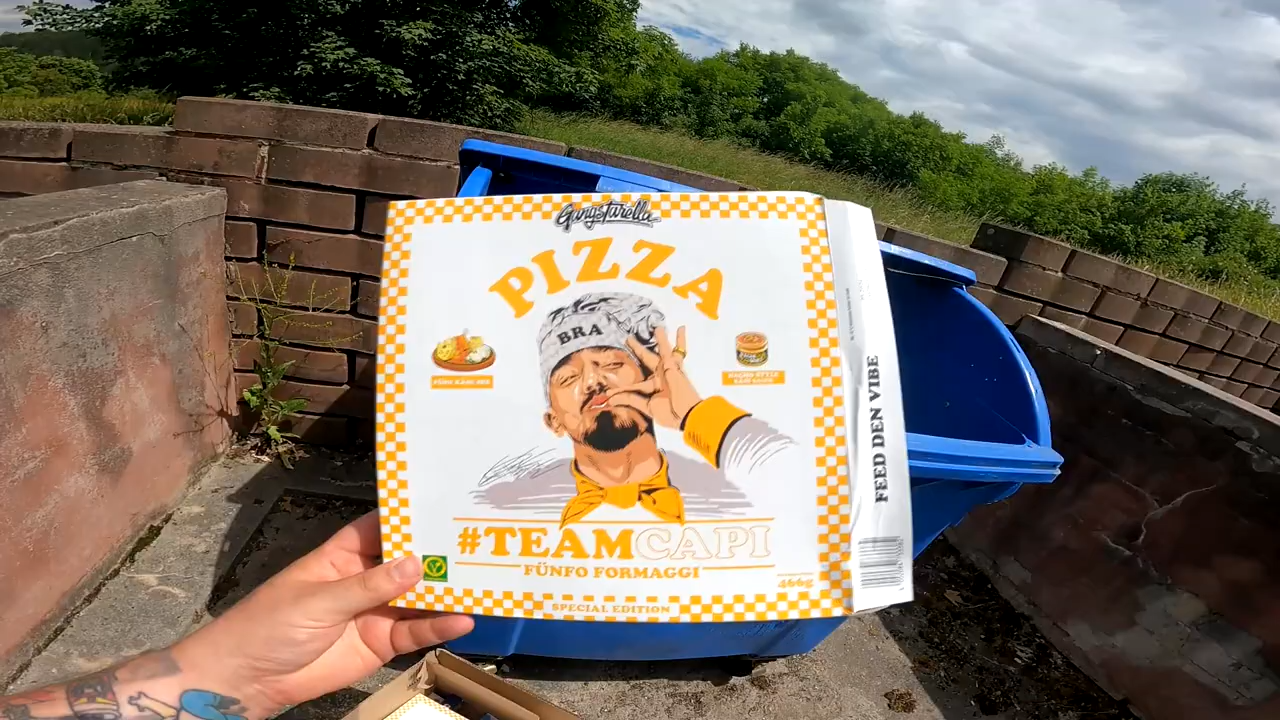 Gangstarella
PIZZA
BRA
#TEAMCAPI
FÜNFO FORMAGGI
SPECIAL EDITION
466g
FEED DEN VIBE